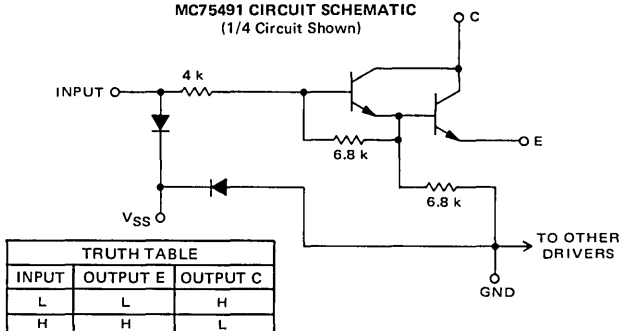 MC75491 CIRCUIT SCHEMATIC
(1/4 Circuit Shown)
C
4 k
INPUT
6.8 k
E
6.8 k
VSS
TO OTHER
DRIVERS
GND
TRUTH TABLE
INPUT OUTPUT E OUTPUT C
L L H
H H L